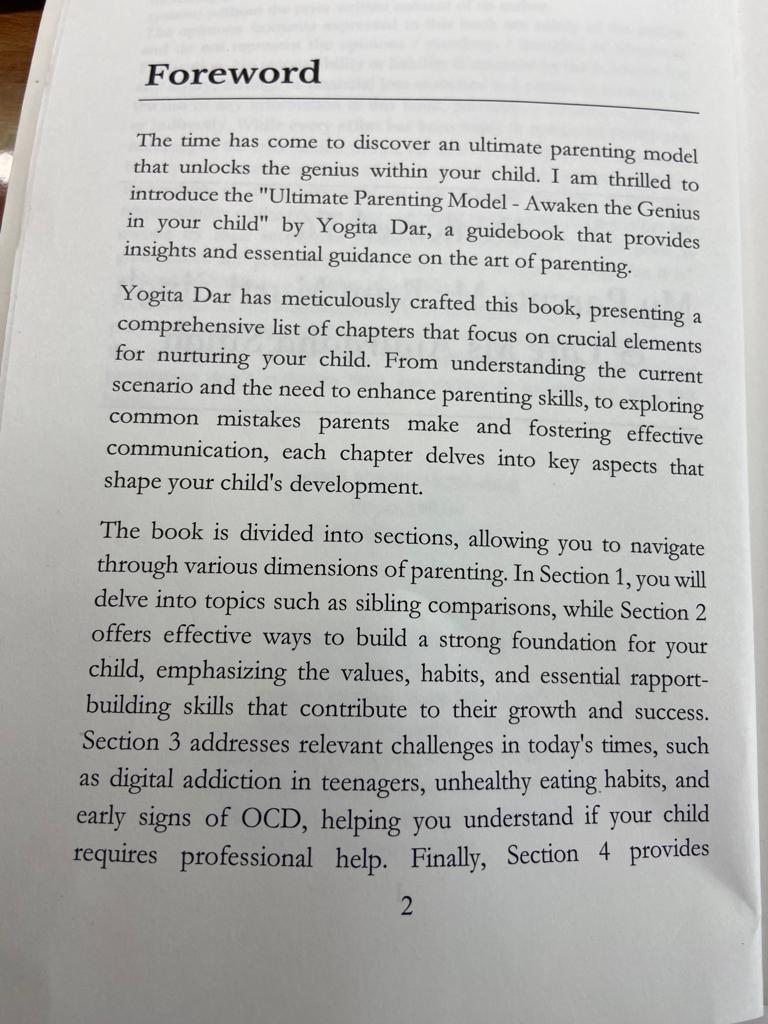 Foreword
The time has come to discover an ultimate parenting model
that unlocks the genius within your child. I am thrilled to
introduce the "Ultimate Parenting Model - Awaken the Genius
in your child" by Yogita Dar, a guidebook that provides
insights and essential guidance on the art of parenting.
Yogita Dar has meticulously crafted this book, presenting a
comprehensive list of chapters that focus on crucial elements
for nurturing your child. From understanding the current
scenario and the need to enhance parenting skills, to exploring
common mistakes parents make and fostering effective
communication, each chapter delves into key aspects that
shape your child's development.
The book is divided into sections, allowing you to navigate
through various dimensions of parenting. In Section 1, you will
delve into topics such as sibling comparisons, while Section 2
offers effective ways to build a strong foundation for your
child, emphasizing the values, habits, and essential rapport-
building skills that contribute to their growth and success.
Section 3 addresses relevant challenges in today's times, such
as digital addiction in teenagers, unhealthy eating habits, and
early signs of OCD, helping you understand if your child
requires professional help. Finally, Section 4 provides
2